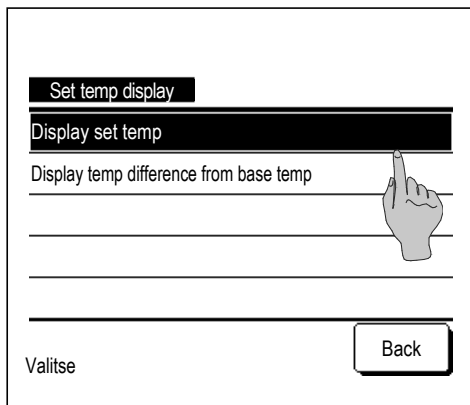 Set temp display
Display set temp
Display temp difference from base temp
Valitse
Back